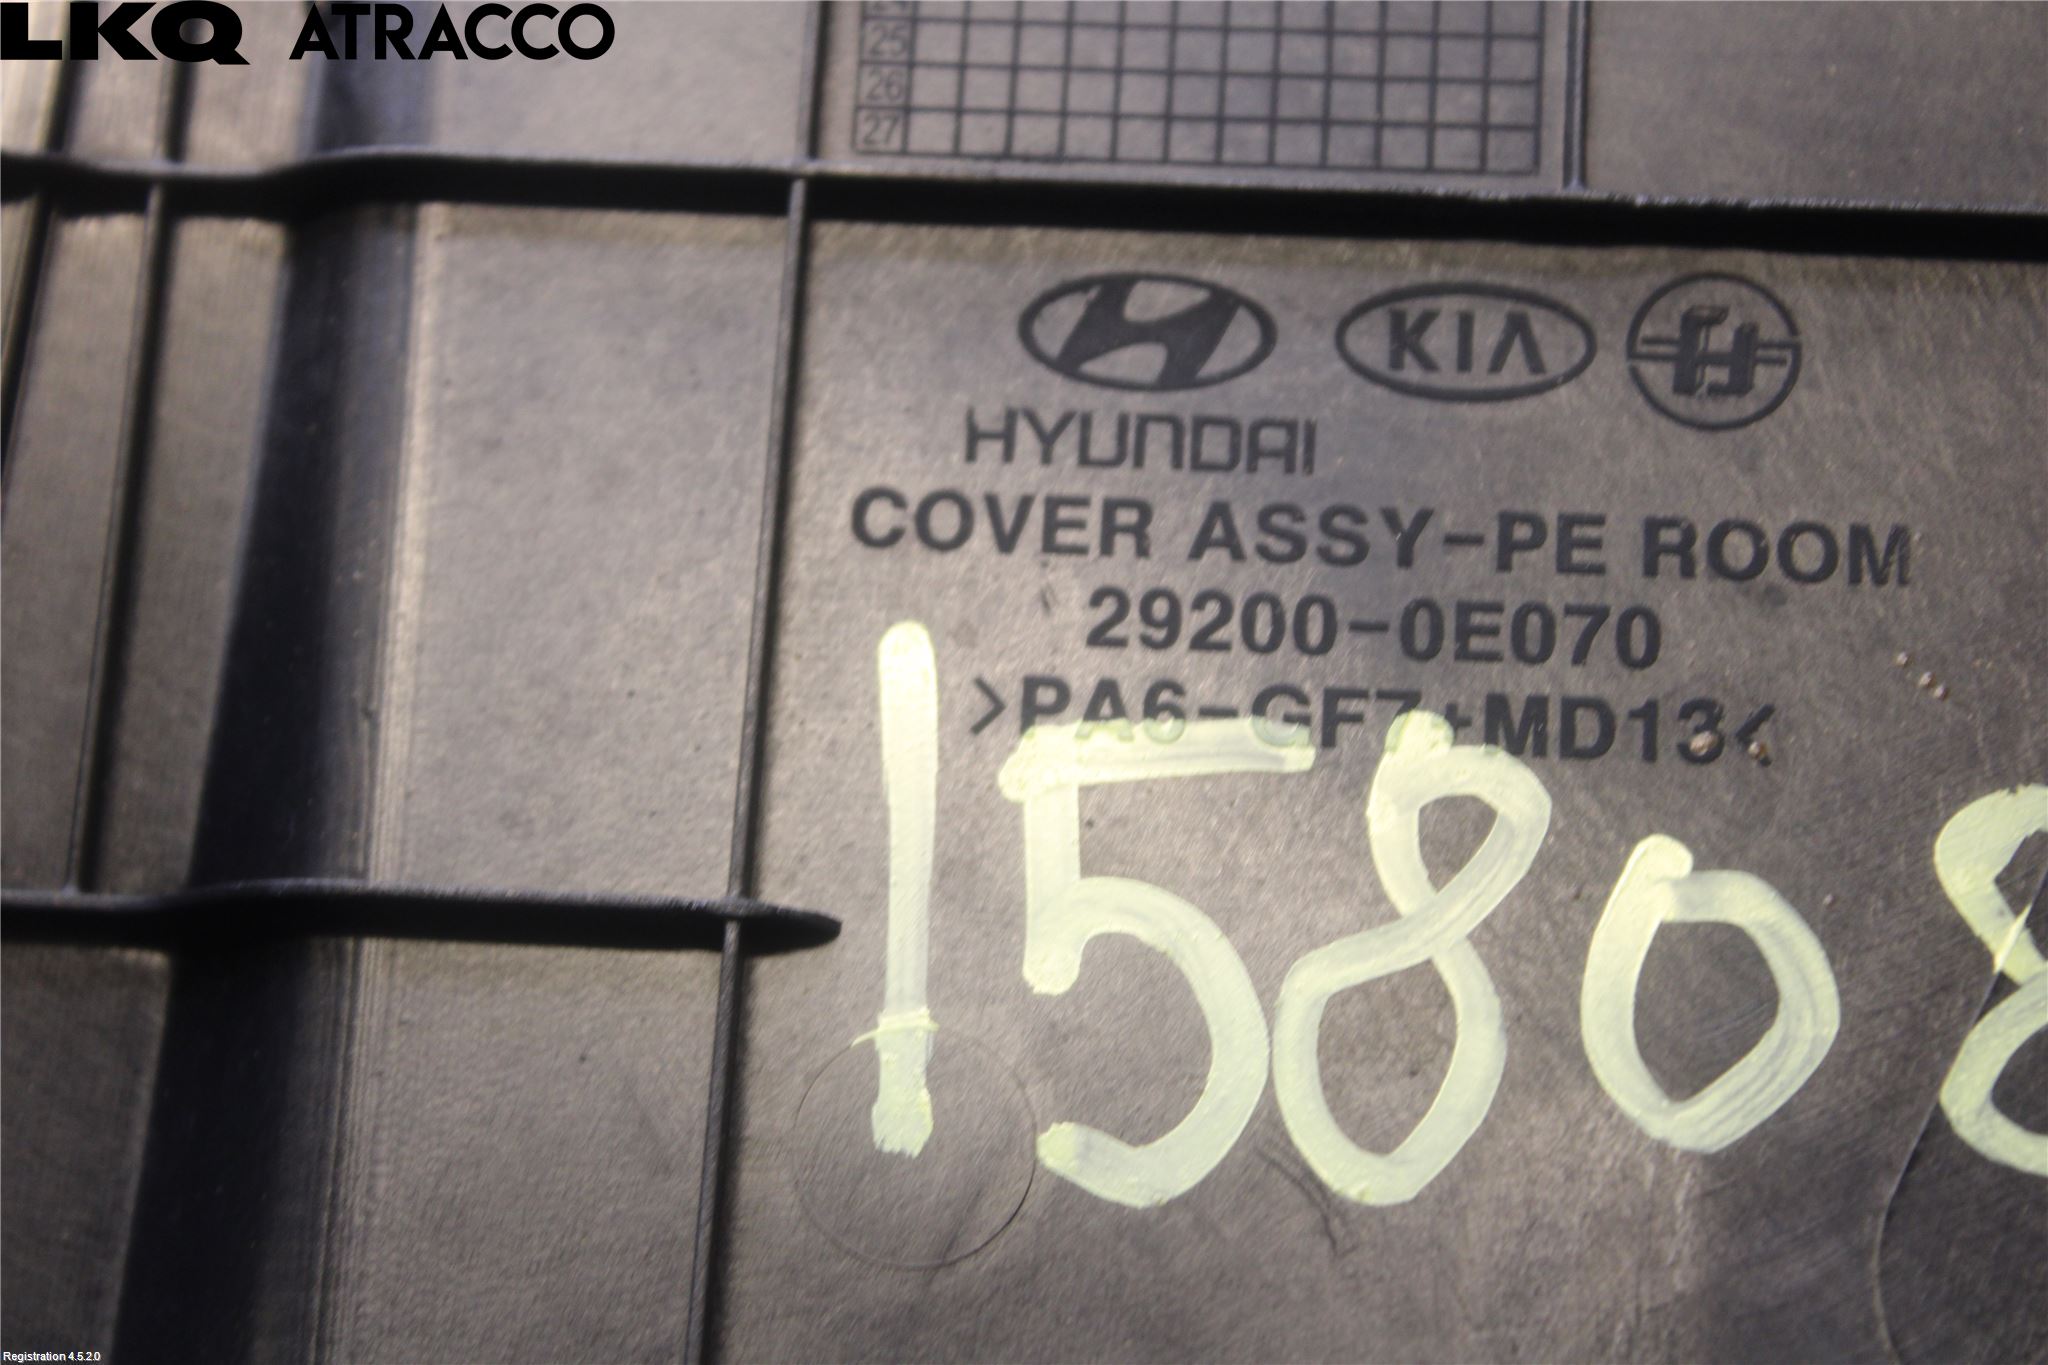 LKQ ATRACCO
25
26
27
KIA
HYUNDAI
COVER ASSY-PE ROOM
29200-0E070
>PA6-GF7+MD13<
15808
Registration 4.5.2.0